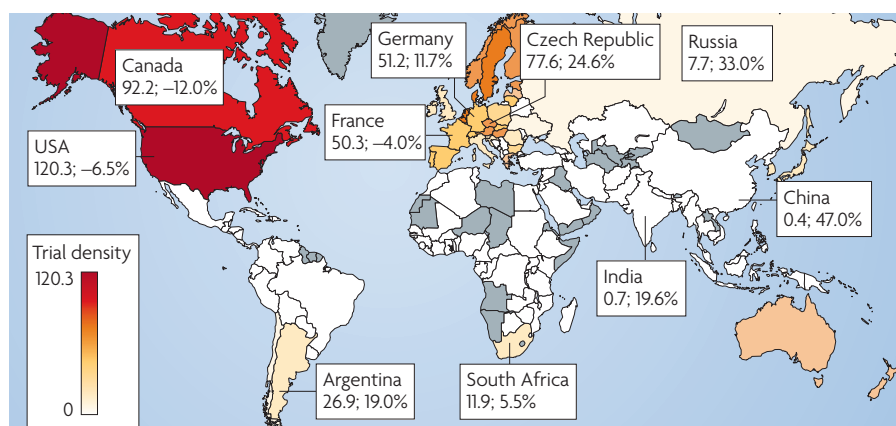 Germany
51.2; 11.7%
Czech Republic
77.6; 24.6%
Russia
7.7; 33.0%
Canada
92.2; –12.0%
France
50.3; –4.0%
USA
120.3; –6.5%
China
0.4; 47.0%
Trial density
120.3
0
India
0.7; 19.6%
Argentina
26.9; 19.0%
South Africa
11.9; 5.5%